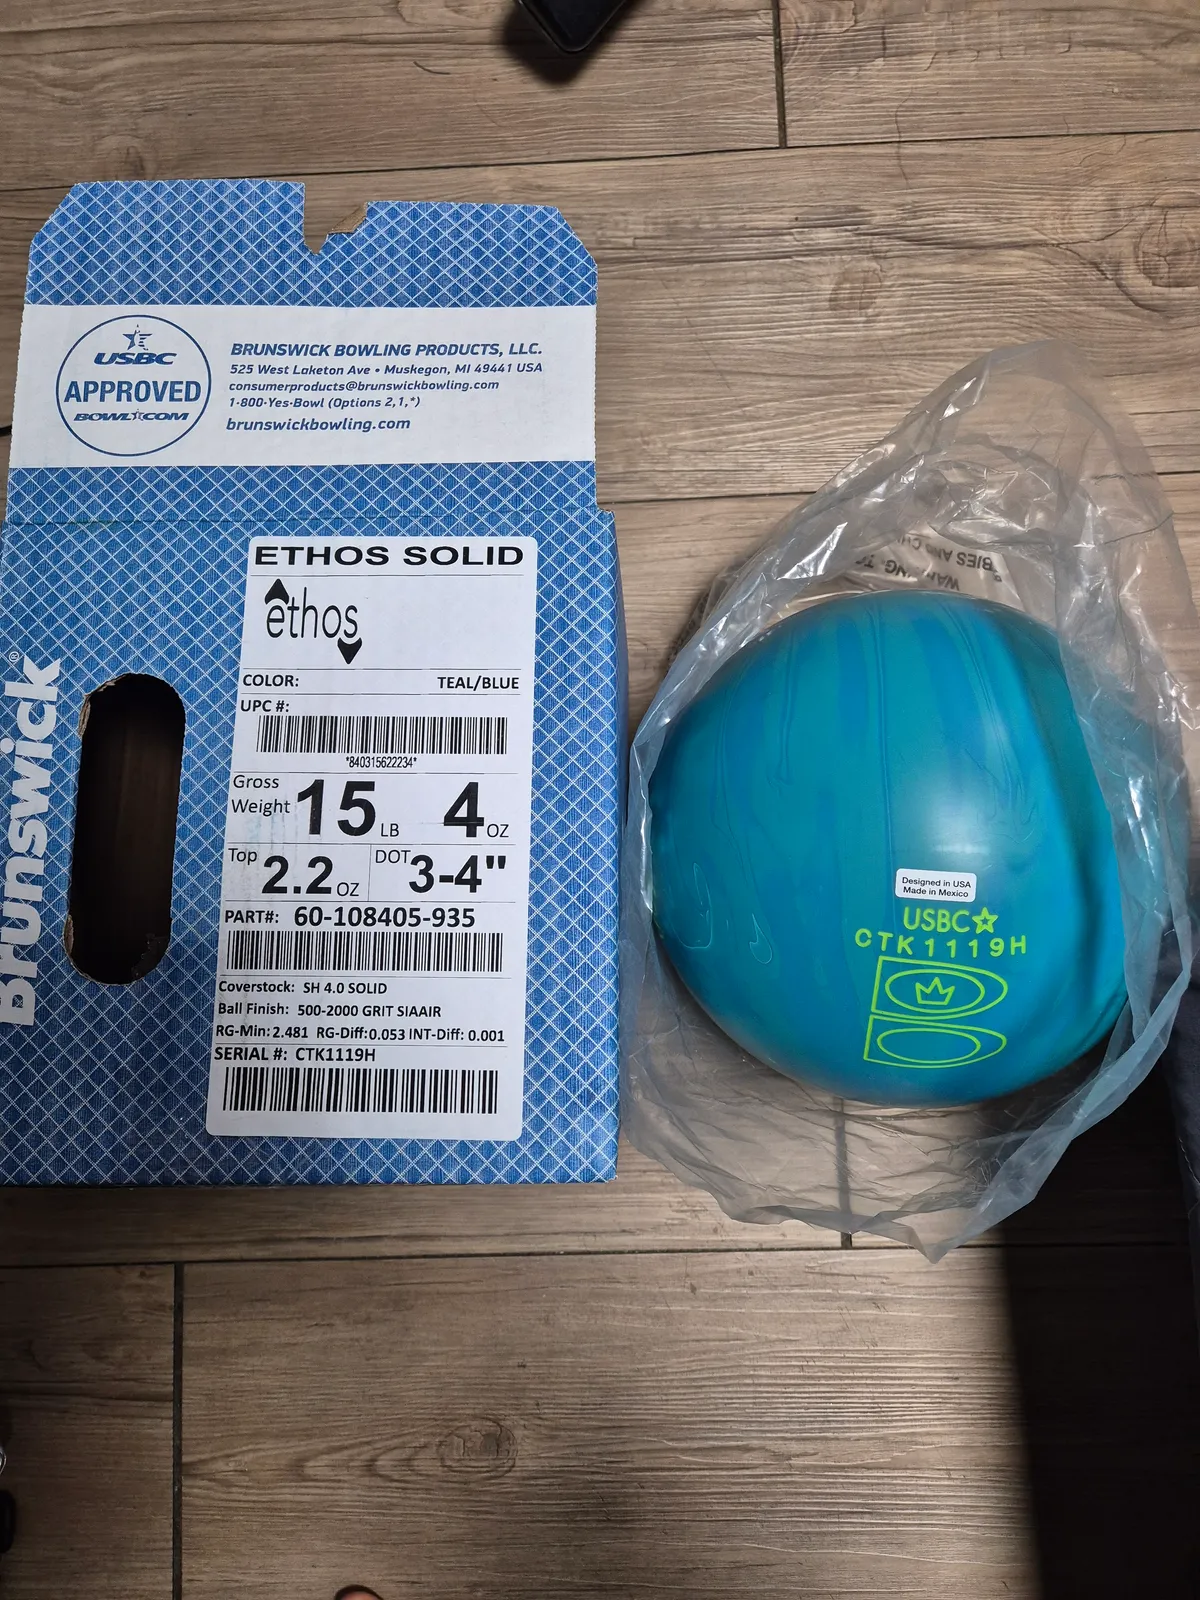 USBC
APPROVED
BOWL★COM
BRUNSWICK BOWLING PRODUCTS, LLC.
525 West Laketon Ave • Muskegon, MI 49441 USA
consumerproducts@brunswickbowling.com
1-800-Yes-Bowl (Options 2,1,*)
brunswickbowling.com
Brunswick®
ETHOS SOLID
ethos
COLOR: TEAL/BLUE
UPC #:
*840315622234*
Gross Weight 15 LB 4 OZ
Top 2.2 OZ DOT 3-4"
PART#: 60-108405-935
Coverstock: SH 4.0 SOLID
Ball Finish: 500-2000 GRIT SIAAIR
RG-Min: 2.481 RG-Diff: 0.053 INT-Diff: 0.001
SERIAL #: CTK1119H
Designed in USA
Made in Mexico
USBC☆
CTK1119H